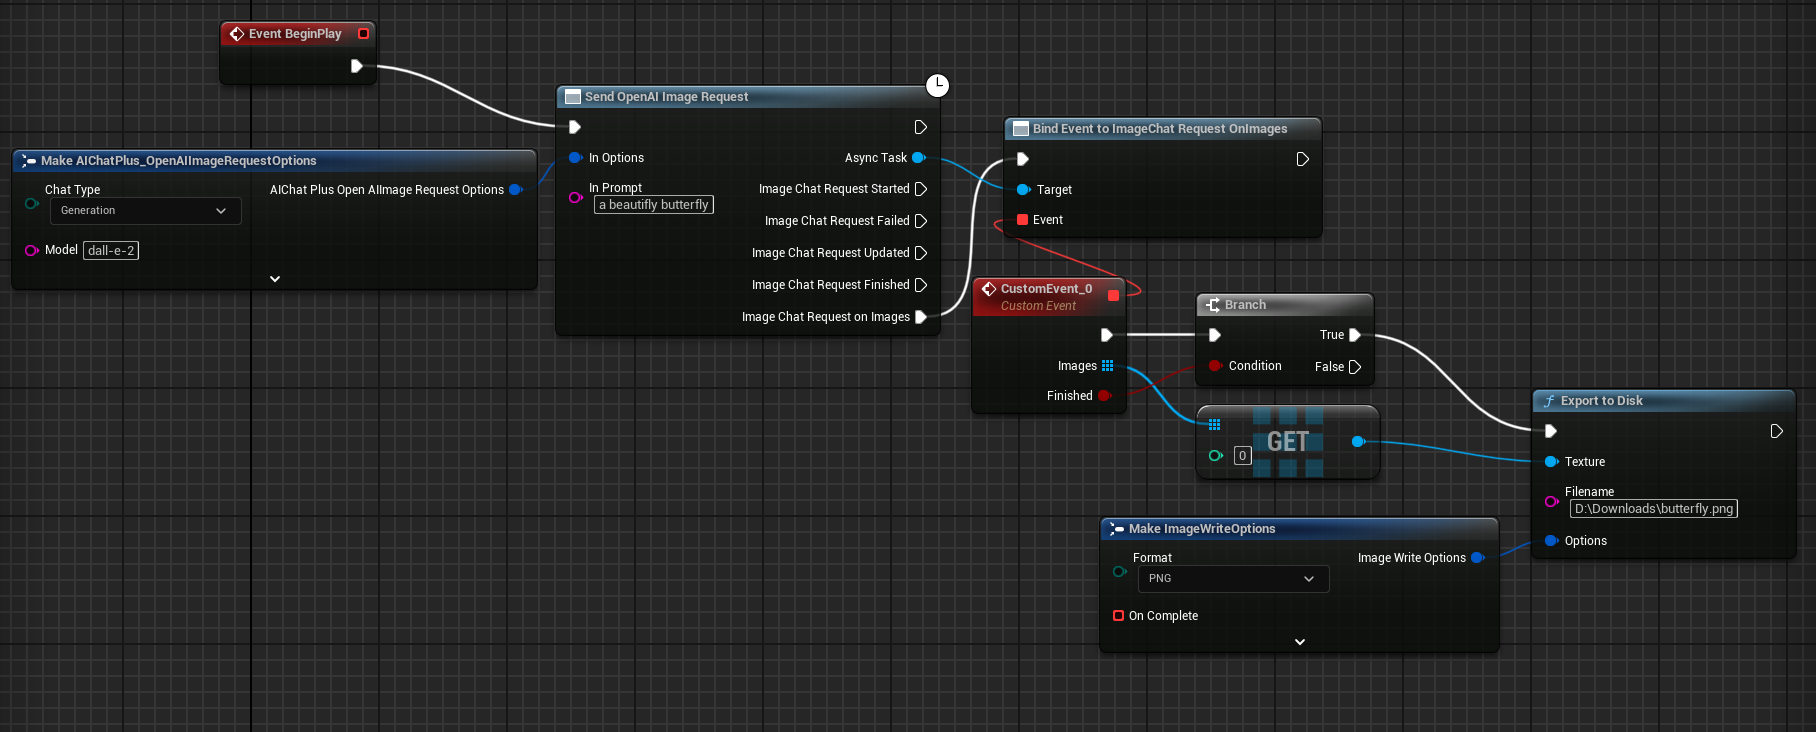 Event BeginPlay
Send OpenAI Image Request
In Options
Async Task
In Prompt
a beautifly butterfly
Image Chat Request Started
Image Chat Request Failed
Image Chat Request Updated
Image Chat Request Finished
Image Chat Request on Images
Make AIChatPlus_OpenAIImageRequestOptions
Chat Type
Generation
AIChat Plus Open AIImage Request Options
Model
dall-e-2
Bind Event to ImageChat Request OnImages
Target
Event
CustomEvent_0
Custom Event
Images
Finished
Branch
True
Condition
False
GET
0
Export to Disk
Texture
Filename
D:\Downloads\butterfly.png
Options
Make ImageWriteOptions
Format
PNG
Image Write Options
On Complete